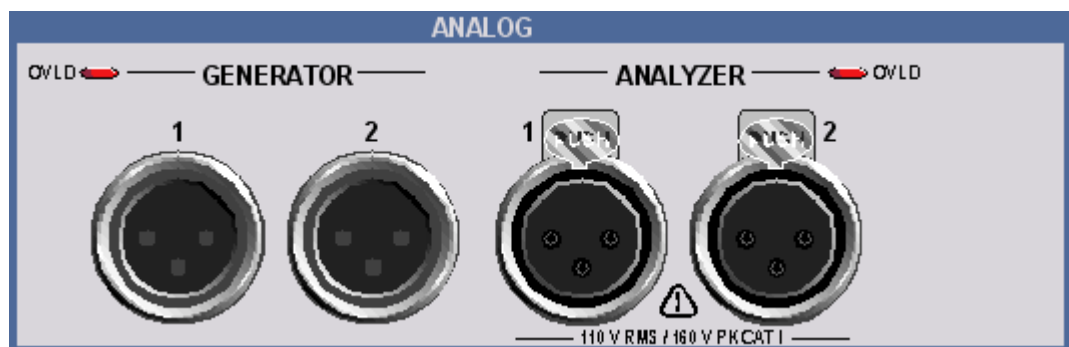 ANALOG
OVLD GENERATOR ANALYZER OVLD
1 2 1 PUSH PUSH 2
110 V RMS / 160 V PK CAT I